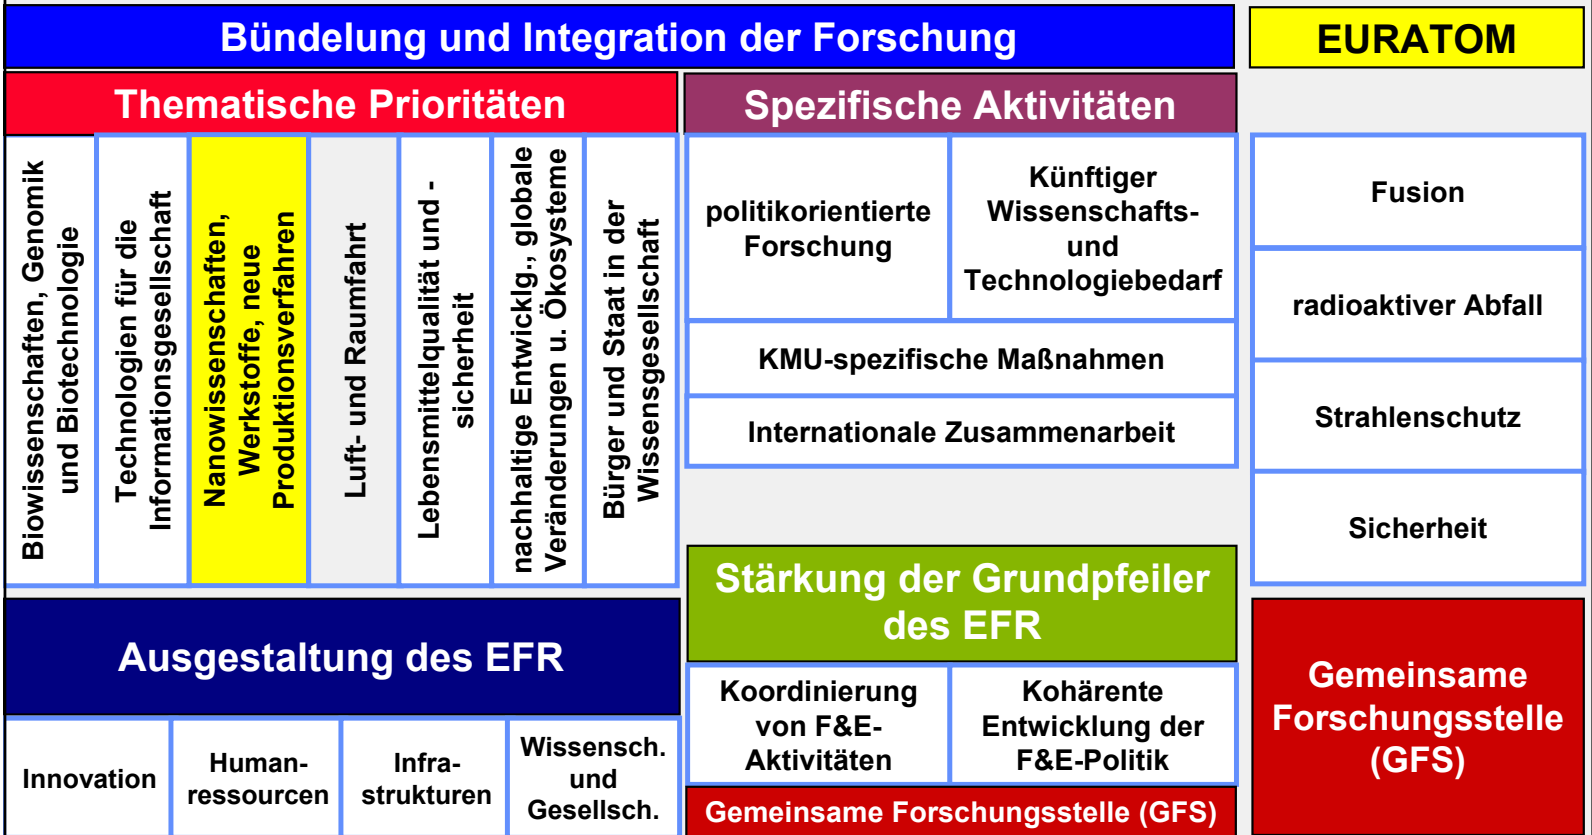 Bündelung und Integration der Forschung
EURATOM
Thematische Prioritäten
Spezifische Aktivitäten
Biowissenschaften, Genomik
und Biotechnologie
Technologien für die
Informationsgesellschaft
Nanowissenschaften,
Werkstoffe, neue
Produktionsverfahren
Luft- und Raumfahrt
Lebensmittelqualität und -
sicherheit
nachhaltige Entwicklg., globale
Veränderungen u. Ökosysteme
Bürger und Staat in der
Wissensgesellschaft
politikorientierte
Forschung
Künftiger
Wissenschafts-
und
Technologiebedarf
KMU-spezifische Maßnahmen
Internationale Zusammenarbeit
Fusion
radioaktiver Abfall
Strahlenschutz
Sicherheit
Ausgestaltung des EFR
Innovation
Human-
ressourcen
Infra-
strukturen
Wissensch.
und
Gesellsch.
Stärkung der Grundpfeiler
des EFR
Koordinierung
von F&E-
Aktivitäten
Kohärente
Entwicklung der
F&E-Politik
Gemeinsame Forschungsstelle (GFS)
Gemeinsame
Forschungsstelle
(GFS)